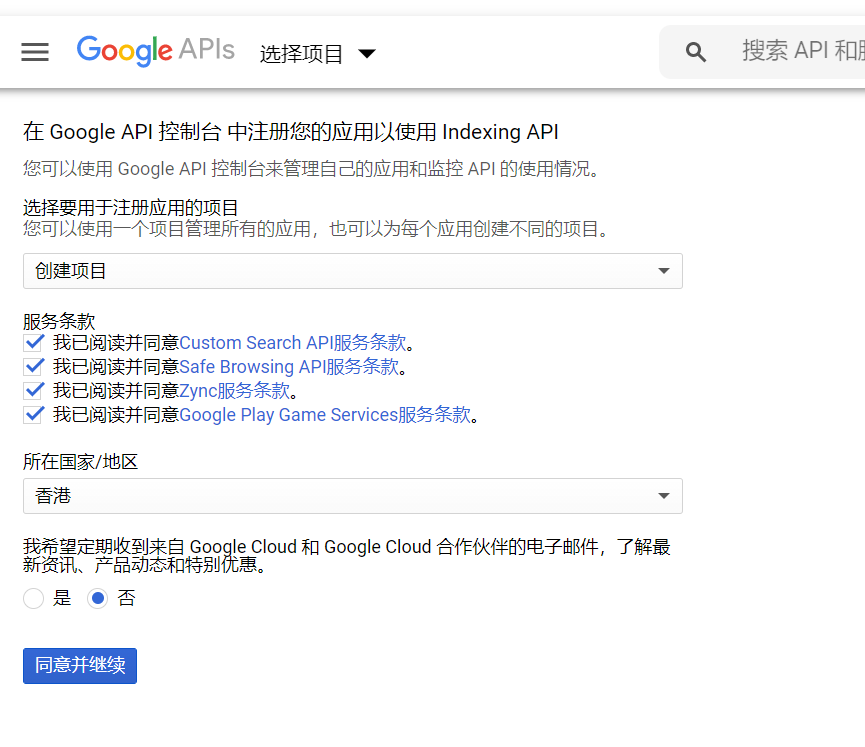 Google APIs 选择项目 搜索 API 和
在 Google API 控制台 中注册您的应用以使用 Indexing API
您可以使用 Google API 控制台来管理自己的应用和监控 API 的使用情况。
选择要用于注册应用的项目
您可以使用一个项目管理所有的应用，也可以为每个应用创建不同的项目。
创建项目
服务条款
我已阅读并同意Custom Search API服务条款。
我已阅读并同意Safe Browsing API服务条款。
我已阅读并同意Zync服务条款。
我已阅读并同意Google Play Game Services服务条款。
所在国家/地区
香港
我希望定期收到来自 Google Cloud 和 Google Cloud 合作伙伴的电子邮件，了解最
新资讯、产品动态和特别优惠。
是 否
同意并继续